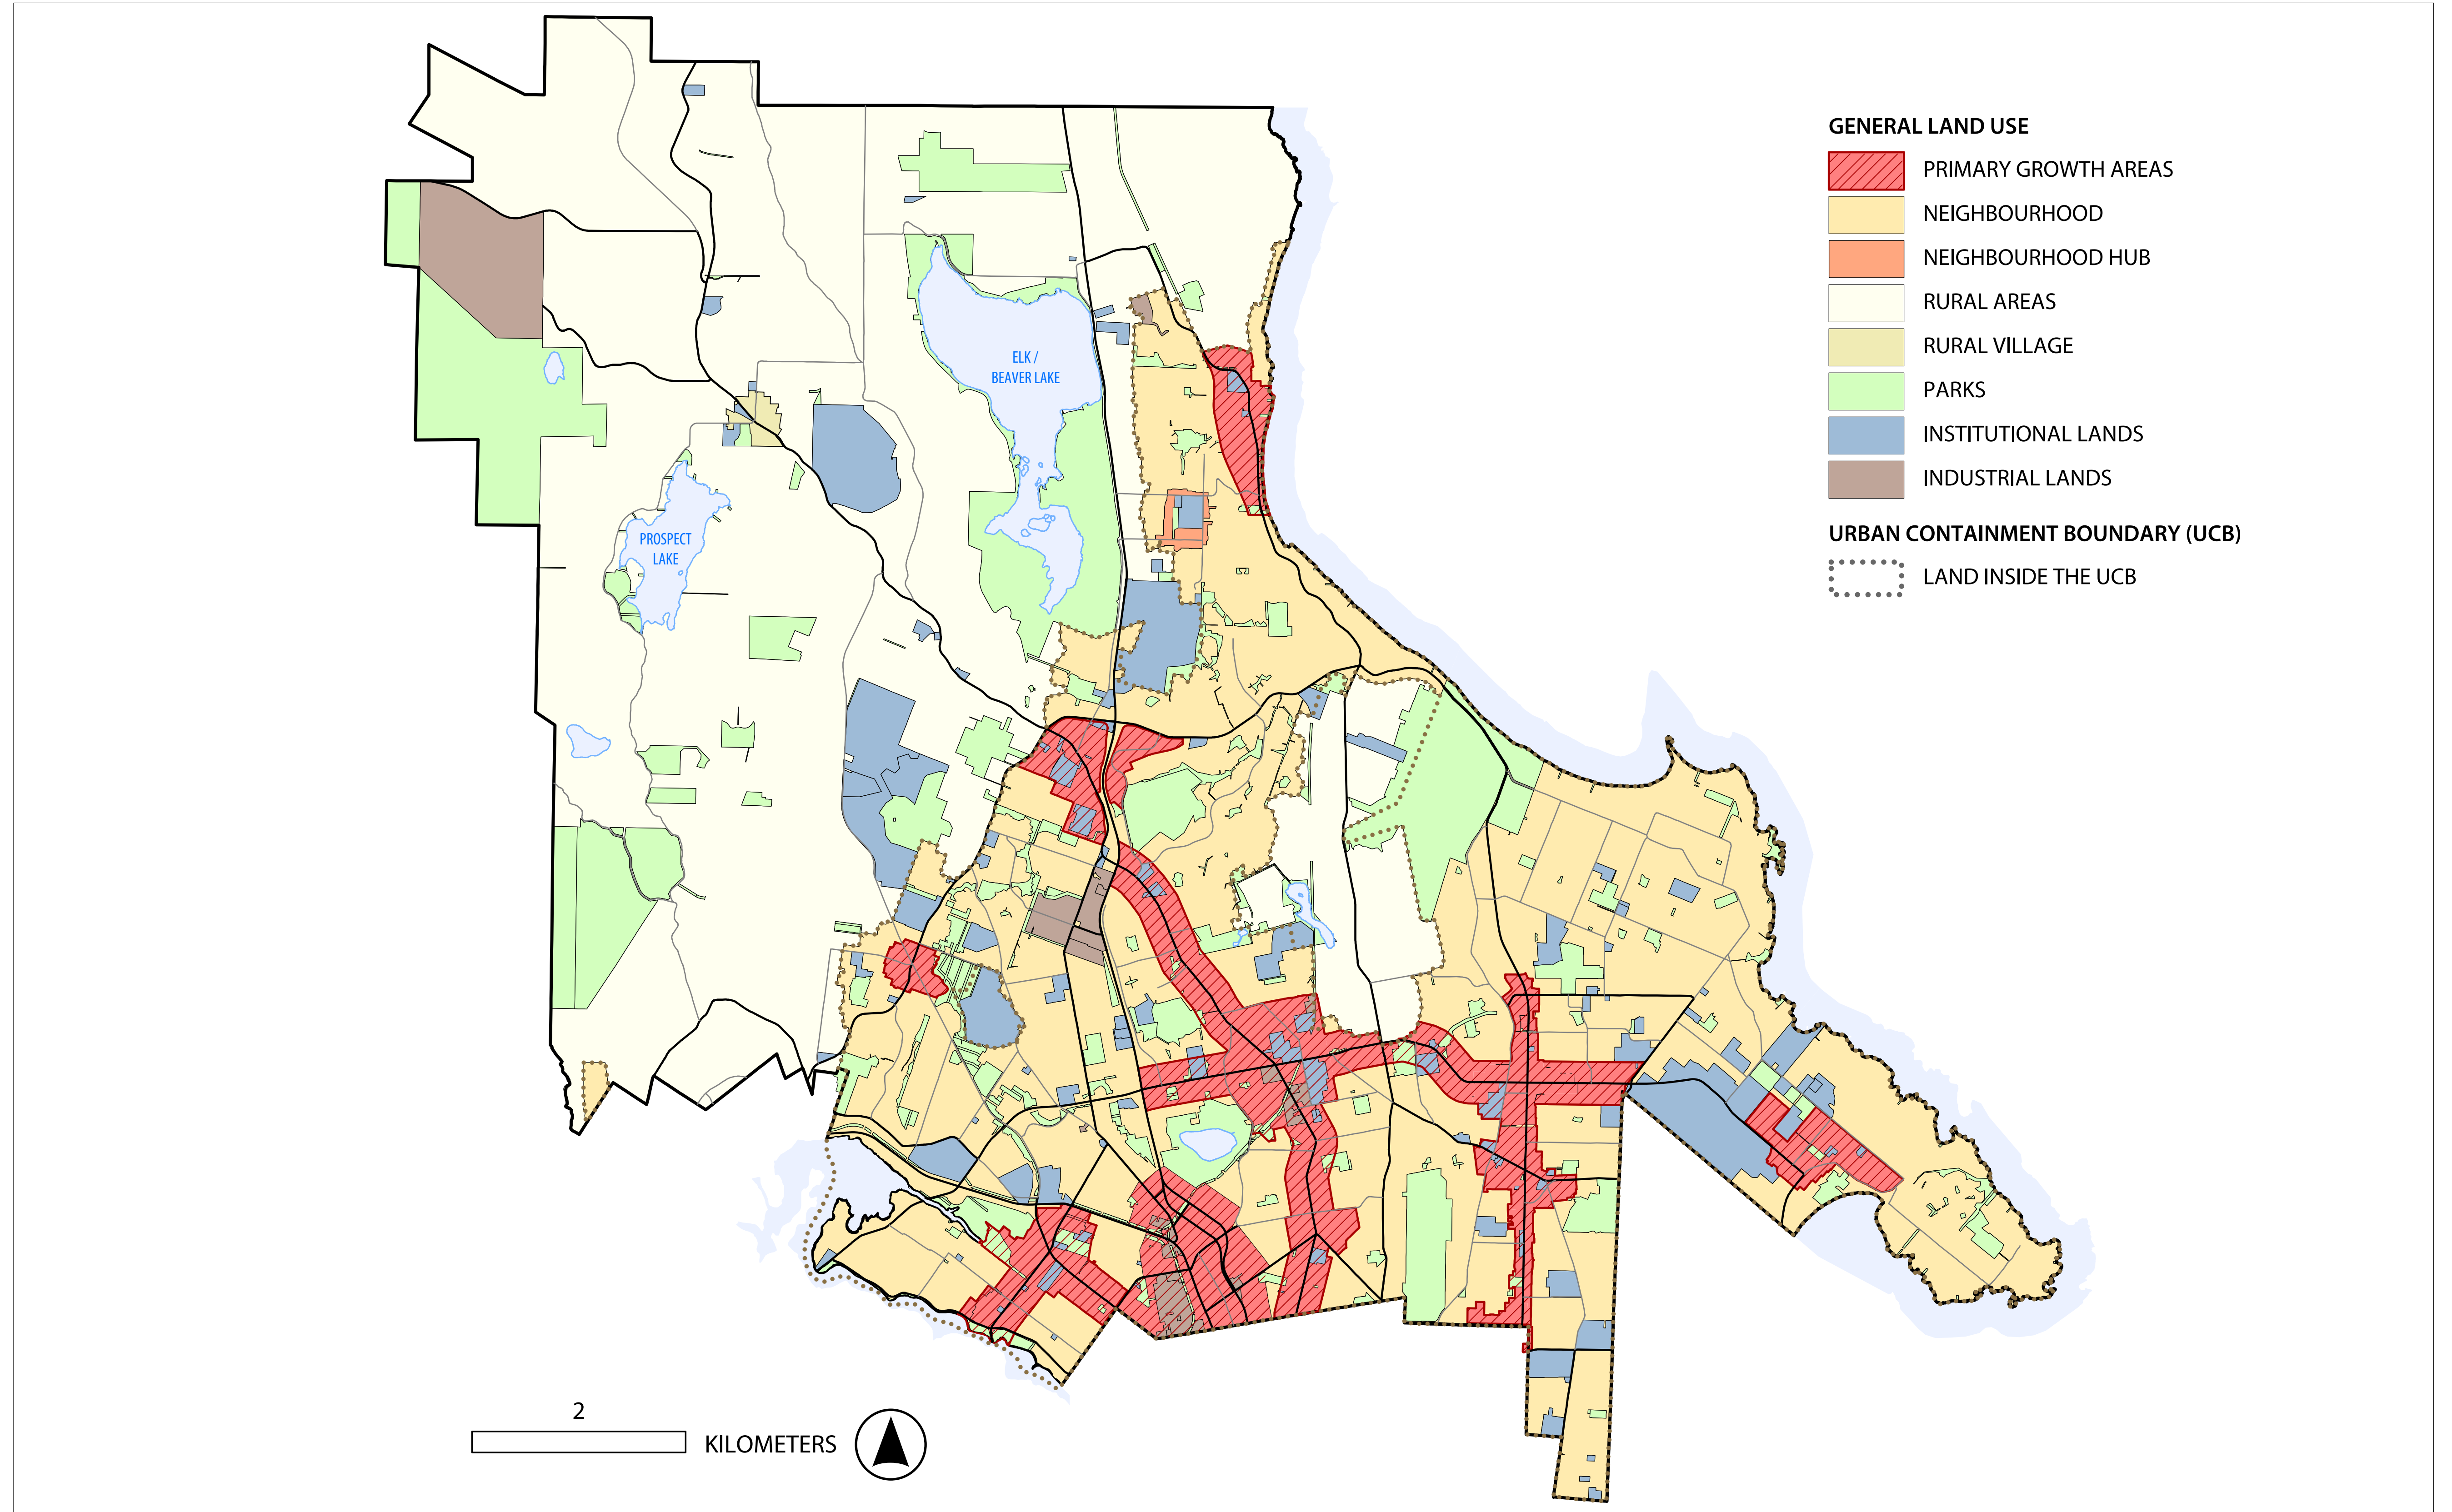 GENERAL LAND USE
PRIMARY GROWTH AREAS
NEIGHBOURHOOD
NEIGHBOURHOOD HUB
RURAL AREAS
RURAL VILLAGE
PARKS
INSTITUTIONAL LANDS
INDUSTRIAL LANDS
URBAN CONTAINMENT BOUNDARY (UCB)
LAND INSIDE THE UCB
ELK /
BEAVER LAKE
PROSPECT
LAKE
2
KILOMETERS